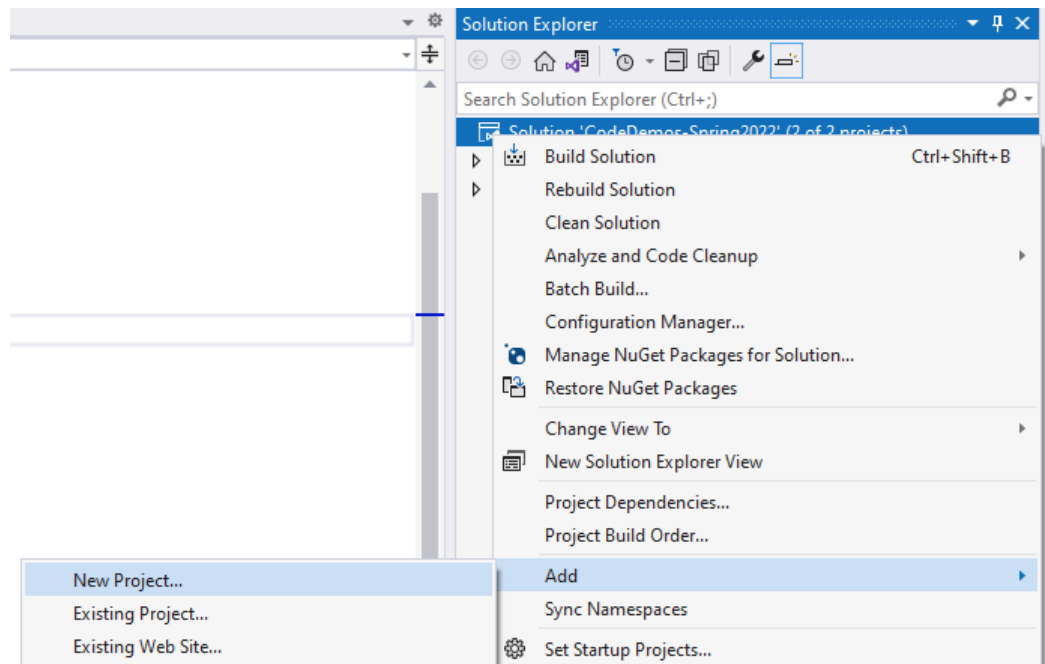 Solution Explorer
Search Solution Explorer (Ctrl+;)
Solution 'CodeDemos-Spring2022' (2 of 2 projects)
Build Solution Ctrl+Shift+B
Rebuild Solution
Clean Solution
Analyze and Code Cleanup
Batch Build...
Configuration Manager...
Manage NuGet Packages for Solution...
Restore NuGet Packages
Change View To
New Solution Explorer View
Project Dependencies...
Project Build Order...
Add
Sync Namespaces
Set Startup Projects...
New Project...
Existing Project...
Existing Web Site...